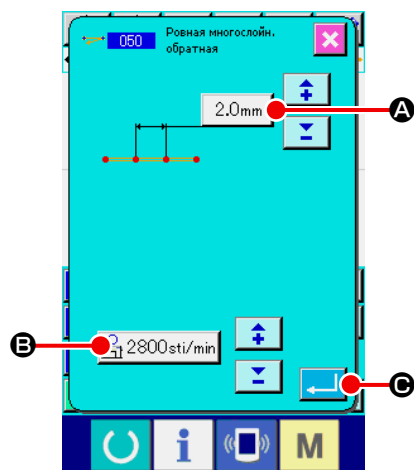 050
Ровная многослойн.
обратная
2.0mm
A
B
2800sti/min
C
i
M